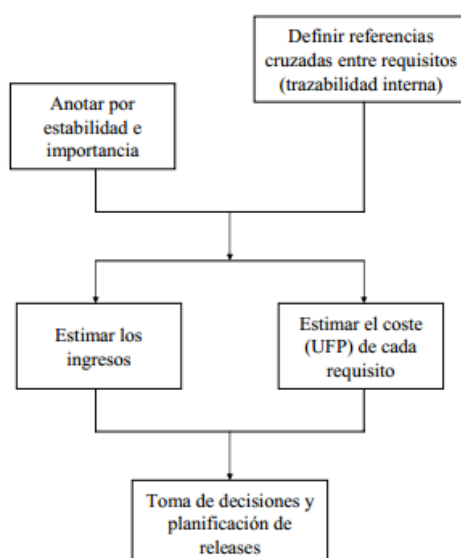 Definir referencias
cruzadas entre requisitos
(trazabilidad interna)
Anotar por
estabilidad e
importancia
Estimar los
ingresos
Estimar el coste
(UFP) de cada
requisito
Toma de decisiones y
planificación de
releases